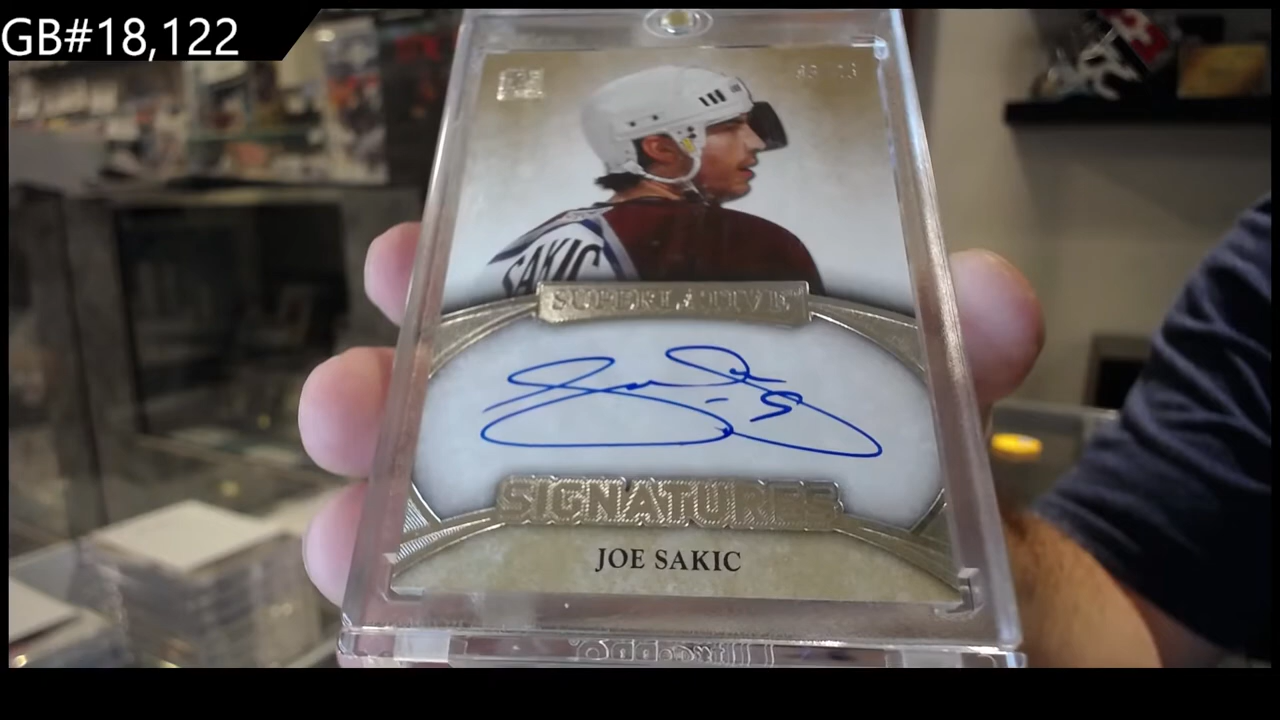 GB#18,122
SAKIC
SUPERLATIVE
SIGNATURES
JOE SAKIC